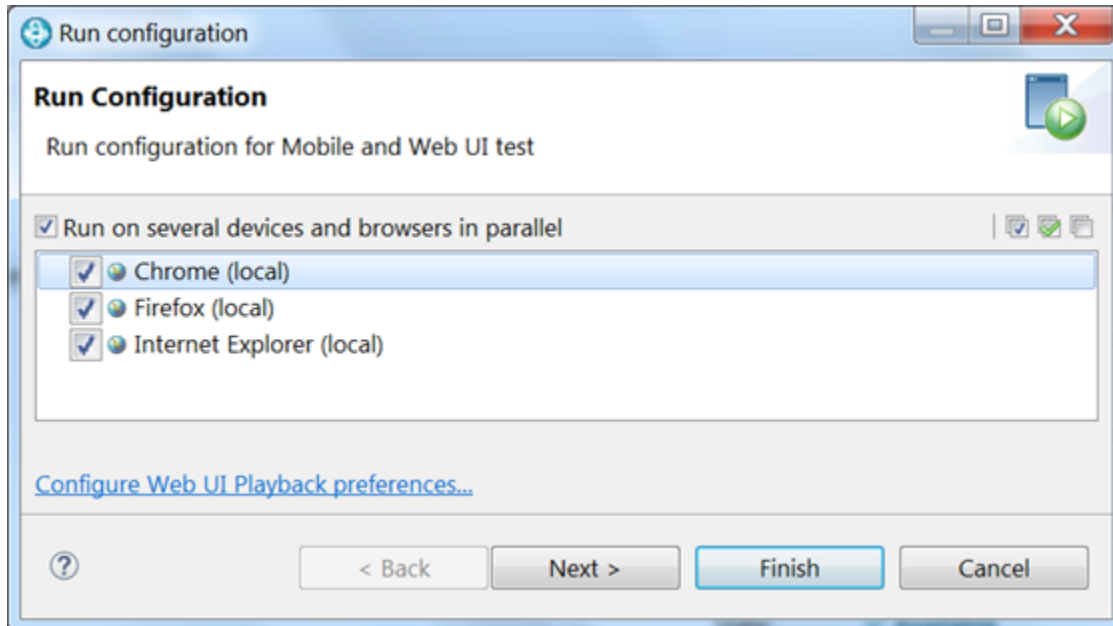 Run configuration
Run Configuration
Run configuration for Mobile and Web UI test
Run on several devices and browsers in parallel
Chrome (local)
Firefox (local)
Internet Explorer (local)
Configure Web UI Playback preferences...
? < Back Next > Finish Cancel